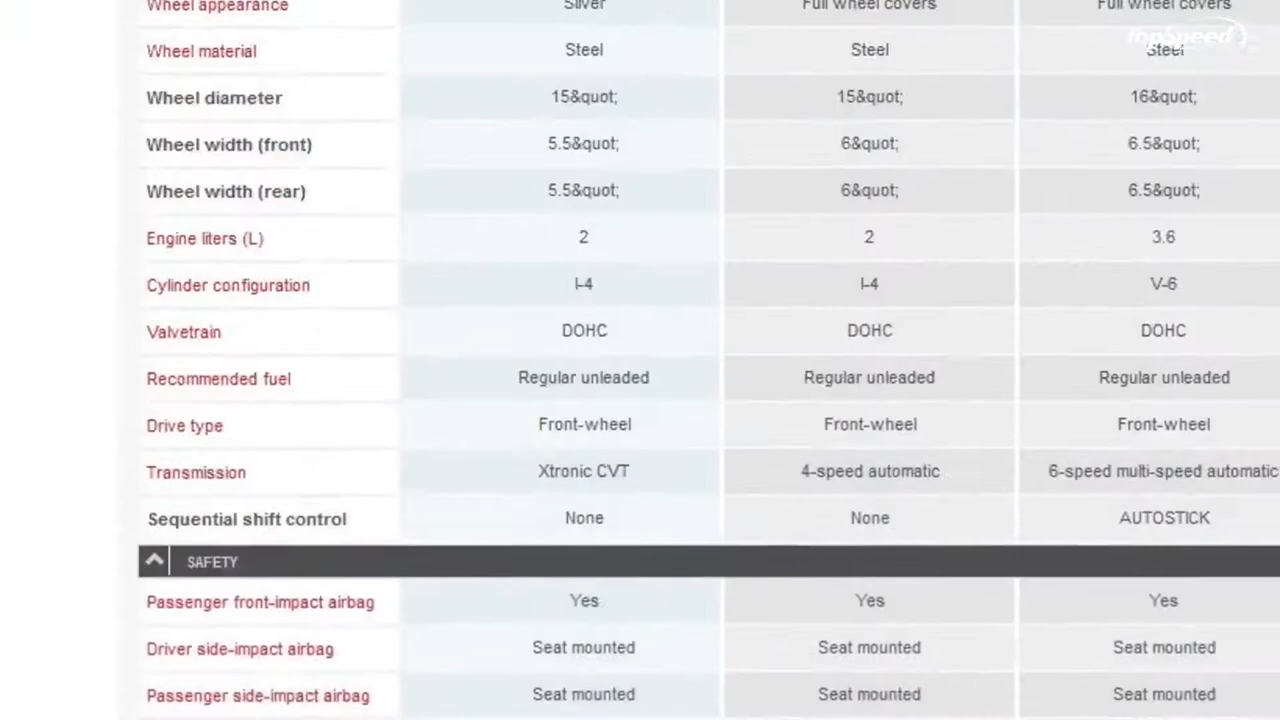 Wheel appearance Silver Full wheel covers Full wheel covers
TopSpeed
Wheel material Steel Steel Steel
Wheel diameter 15&quot; 15&quot; 16&quot;
Wheel width (front) 5.5&quot; 6&quot; 6.5&quot;
Wheel width (rear) 5.5&quot; 6&quot; 6.5&quot;
Engine liters (L) 2 2 3.6
Cylinder configuration I-4 I-4 V-6
Valvetrain DOHC DOHC DOHC
Recommended fuel Regular unleaded Regular unleaded Regular unleaded
Drive type Front-wheel Front-wheel Front-wheel
Transmission Xtronic CVT 4-speed automatic 6-speed multi-speed automatic
Sequential shift control None None AUTOSTICK
SAFETY
Passenger front-impact airbag Yes Yes Yes
Driver side-impact airbag Seat mounted Seat mounted Seat mounted
Passenger side-impact airbag Seat mounted Seat mounted Seat mounted